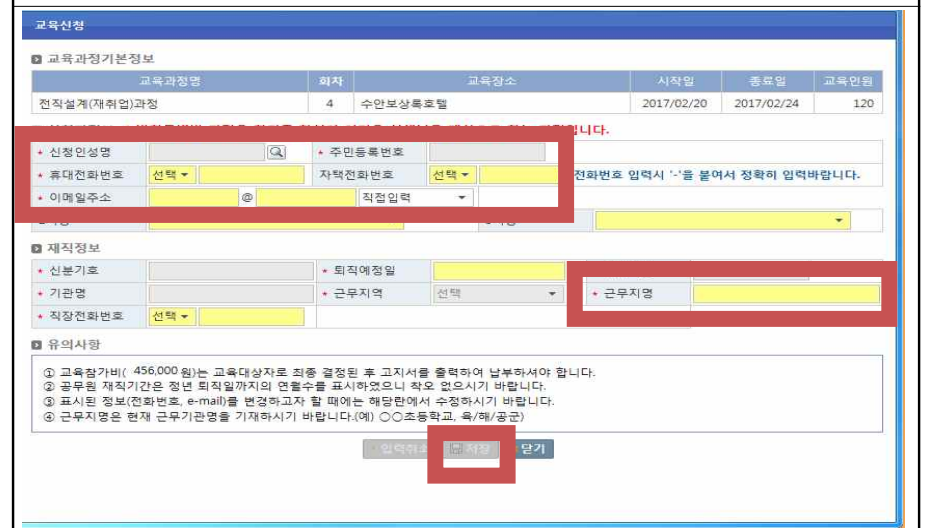 교육신청
교육과정기본정보
교육과정명 회차 교육장소 시작일 종료일 교육인원
전직설계(재취업)과정 4 수안보상록호텔 2017/02/20 2017/02/24 120
입니다.
* 신청인성명 * 주민등록번호
* 휴대전화번호 선택 자택전화번호 선택 전화번호 입력시 '-'을 붙여서 정확히 입력바랍니다.
* 이메일주소 @ 직접입력
재직정보
* 신분기호 * 퇴직예정일
* 기관명 * 근무지역 선택 * 근무지명
* 직장전화번호 선택
유의사항
① 교육참가비( 456,000 원)는 교육대상자로 최종 결정된 후 고지서를 출력하여 납부하셔야 합니다.
② 공무원 재직기간은 정년 퇴직일까지의 연월수를 표시하였으니 착오 없으시기 바랍니다.
③ 표시된 정보(전화번호, e-mail)를 변경하고자 할 때에는 해당란에서 수정하시기 바랍니다.
④ 근무지명은 현재 근무기관명을 기재하시기 바랍니다.(예) ○○초등학교, 육/해/공군)
입력취소 저장 닫기